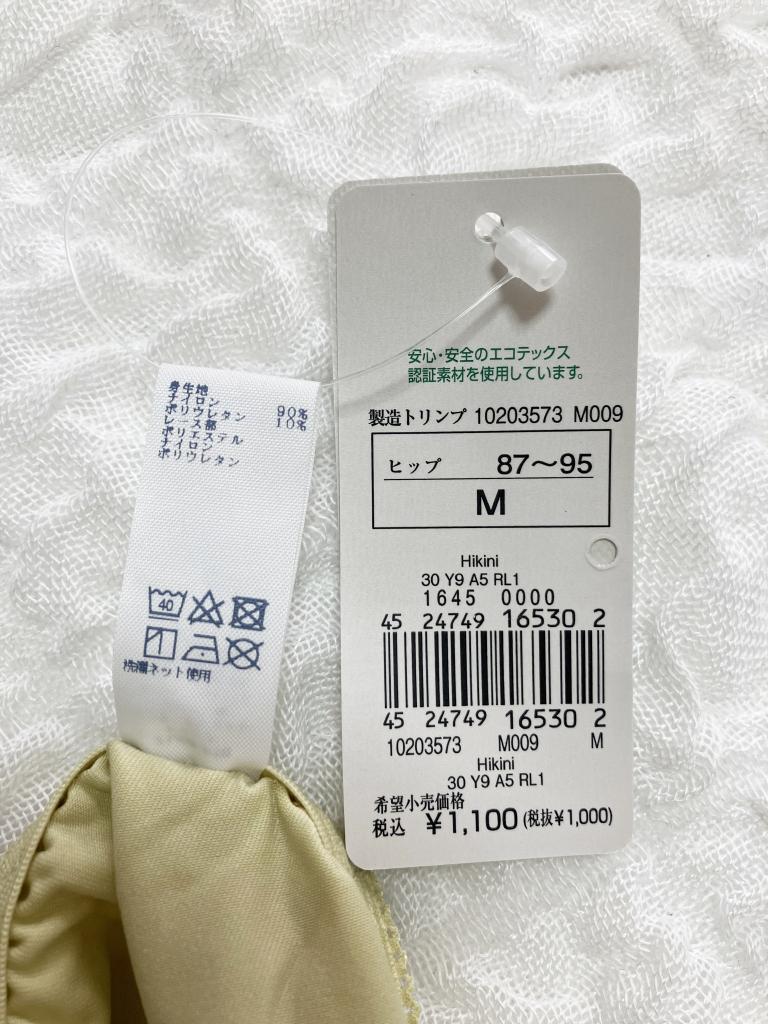 身生地
ナイロン 90%
ポリウレタン 10%
レース部
ポリエステル
ナイロン
ポリウレタン
40
洗濯ネット使用
安心・安全のエコテックス
認証素材を使用しています。
製造トリンプ 10203573 M009
ヒップ 87〜95
M
Hikini
30 Y9 A5 RL1
1645 0000
45 24749 16530 2
45 24749 16530 2
10203573 M009 M
Hikini
30 Y9 A5 RL1
希望小売価格
税込 ¥1,100 (税抜¥1,000)